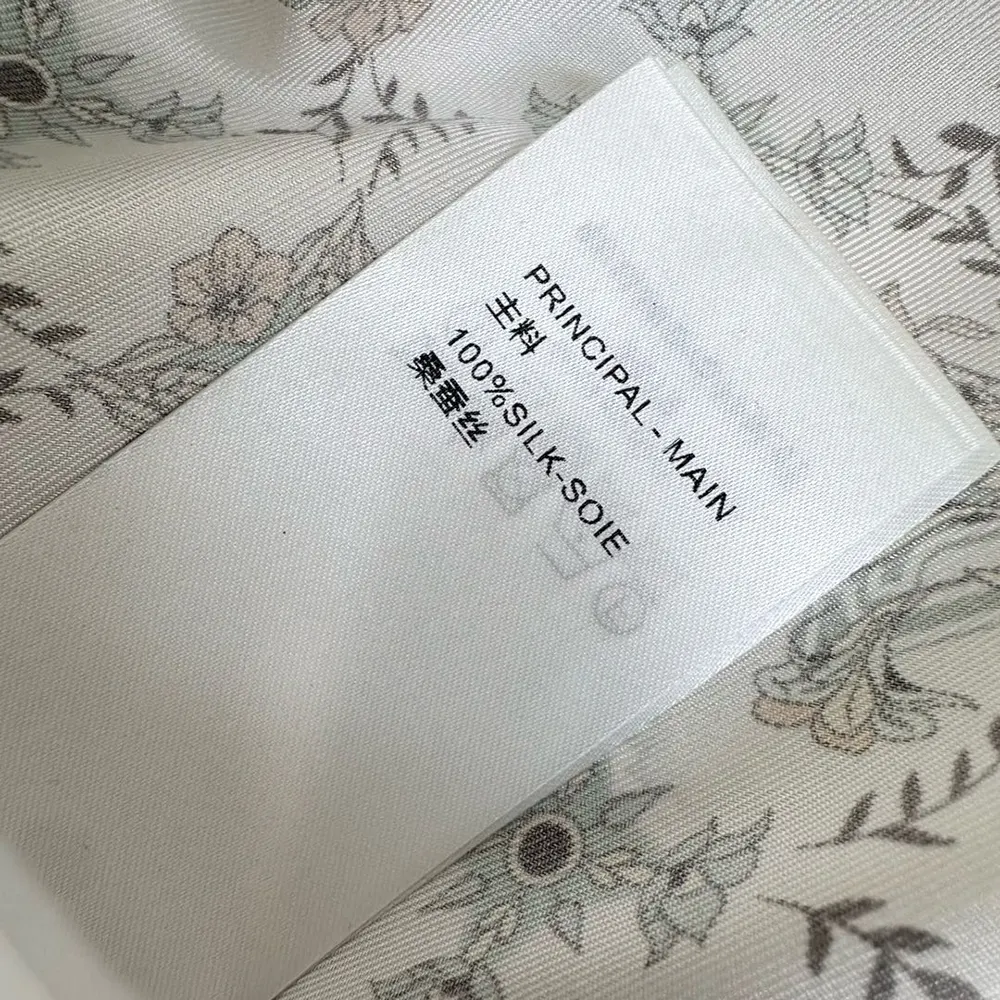 PRINCIPAL - MAIN
主料
100%SILK-SOIE
桑蚕丝